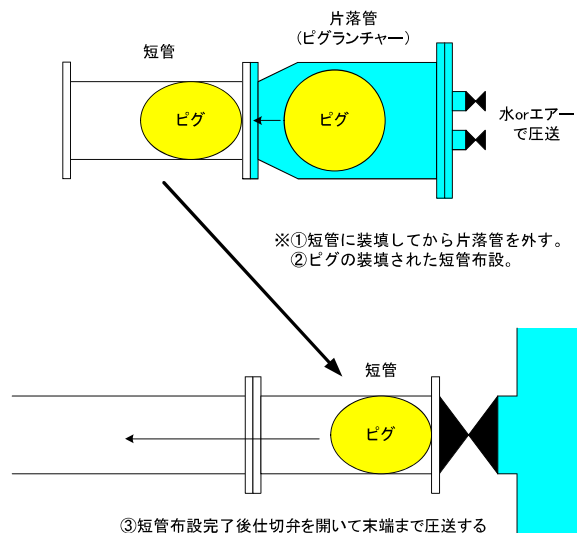 片落管
(ピグランチャー)
短管
ピグ
ピグ
水orエアー
で圧送
※①短管に装填してから片落管を外す。
②ピグの装填された短管布設。
短管
ピグ
③短管布設完了後仕切弁を開いて末端まで圧送する